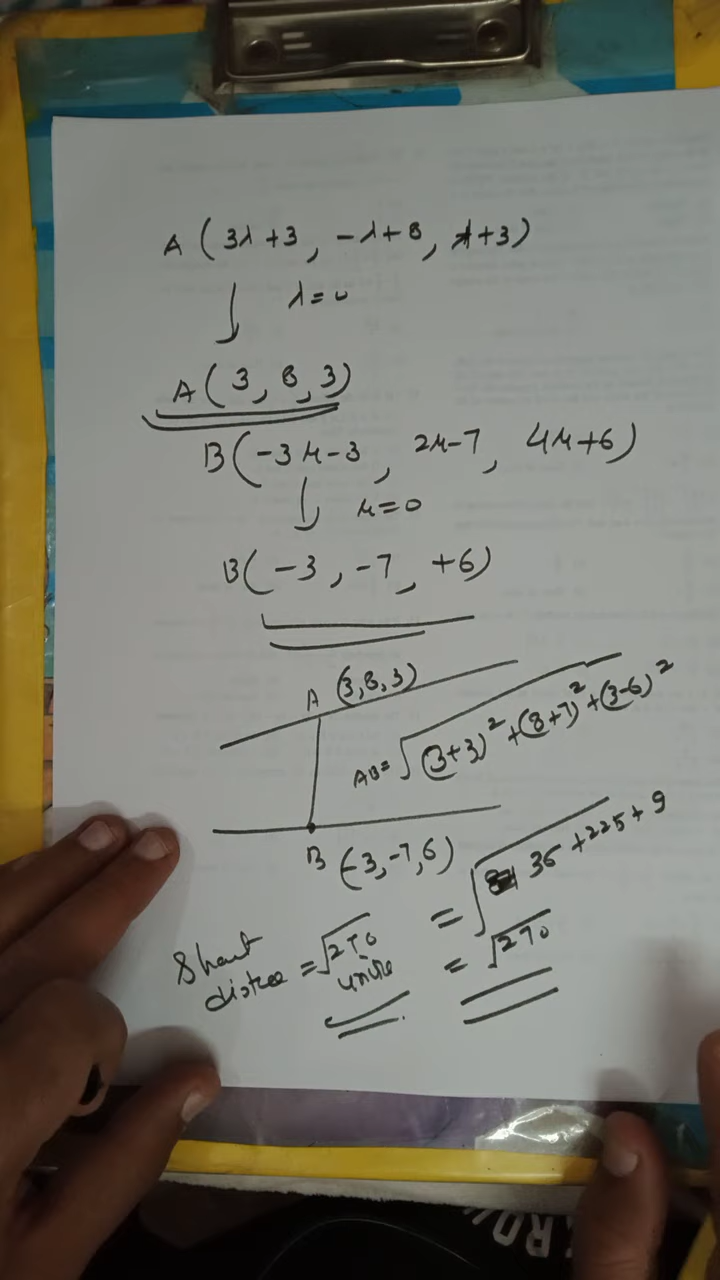 A (3λ+3, -λ+8, λ+3)
λ=0
A(3, 8, 3)
B(-3μ-3, 2μ-7, 4μ+6)
μ=0
B(-3, -7, +6)
A (3,8,3)
AB=√(3+3)²+(8+7)²+(3-6)²
B (-3,-7,6)
=√36+225+9
=√270
Short
distce =√270
units